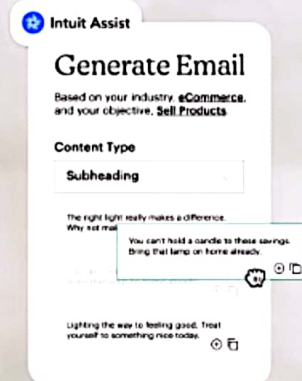 Intuit Assist
Generate Email
Based on your industry, eCommerce,
and your objective, Sell Products
Content Type
Subheading
The right light really makes a difference.
Why not
You can't hold a candle to these savings.
Bring that lamp on home already.
Lighting the way to feeling good. Treat
yourself to something nice today.